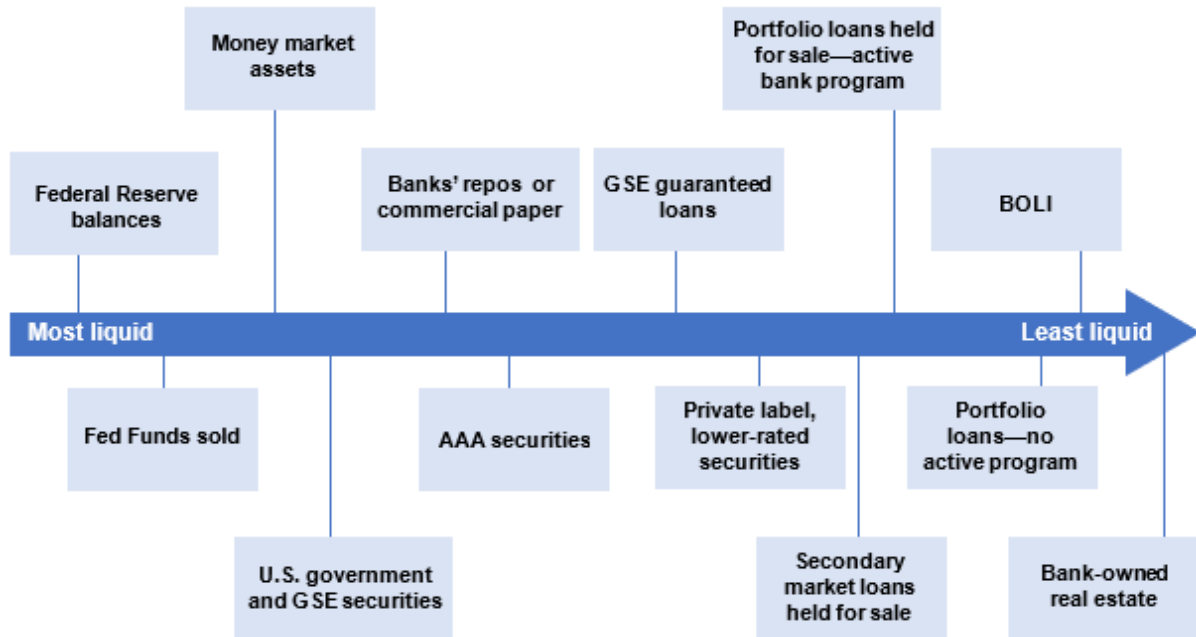 Money market
assets
Portfolio loans held
for sale—active
bank program
Federal Reserve
balances
Banks' repos or
commercial paper
GSE guaranteed
loans
BOLI
Most liquid
Least liquid
Fed Funds sold
AAA securities
Private label,
lower-rated
securities
Portfolio
loans—no
active program
U.S. government
and GSE securities
Secondary
market loans
held for sale
Bank-owned
real estate